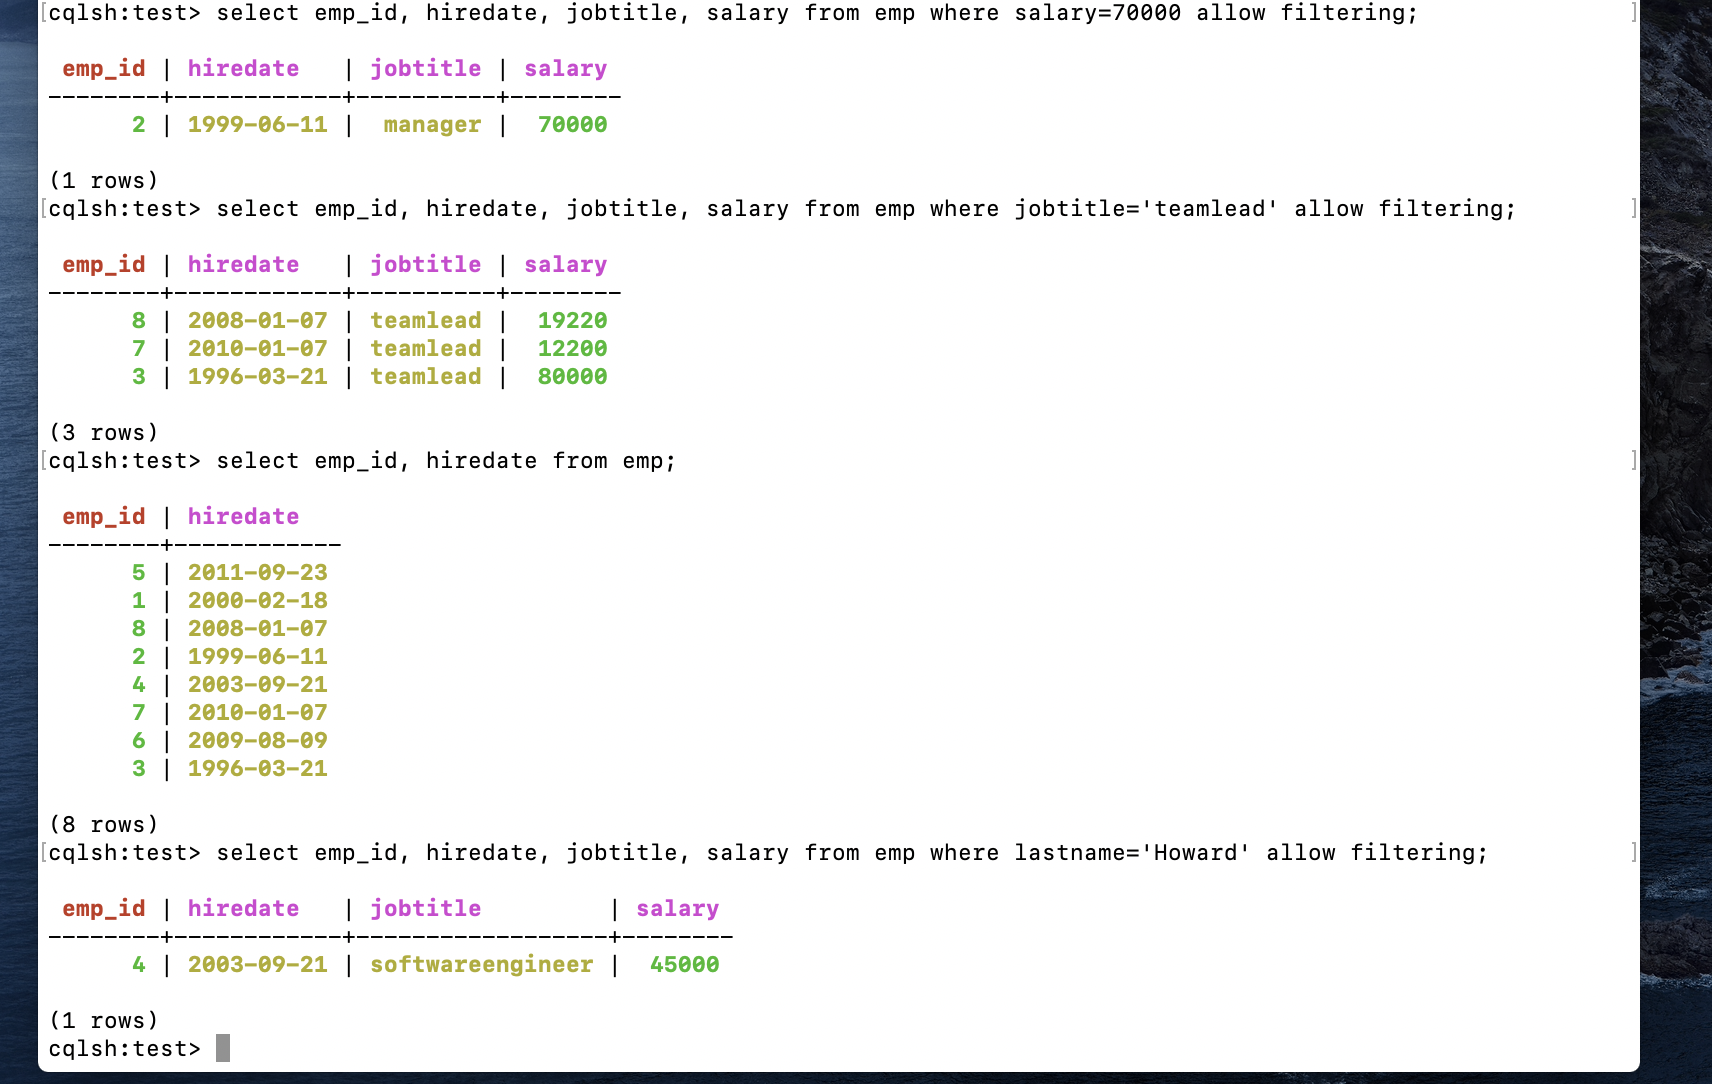 [cqlsh:test> select emp_id, hiredate, jobtitle, salary from emp where salary=70000 allow filtering; ]
 emp_id | hiredate   | jobtitle | salary
--------+------------+----------+--------
      2 | 1999-06-11 |  manager |  70000
(1 rows)
[cqlsh:test> select emp_id, hiredate, jobtitle, salary from emp where jobtitle='teamlead' allow filtering; ]
 emp_id | hiredate   | jobtitle | salary
--------+------------+----------+--------
      8 | 2008-01-07 | teamlead |  19220
      7 | 2010-01-07 | teamlead |  12200
      3 | 1996-03-21 | teamlead |  80000
(3 rows)
[cqlsh:test> select emp_id, hiredate from emp; ]
 emp_id | hiredate
--------+------------
      5 | 2011-09-23
      1 | 2000-02-18
      8 | 2008-01-07
      2 | 1999-06-11
      4 | 2003-09-21
      7 | 2010-01-07
      6 | 2009-08-09
      3 | 1996-03-21
(8 rows)
[cqlsh:test> select emp_id, hiredate, jobtitle, salary from emp where lastname='Howard' allow filtering; ]
 emp_id | hiredate   | jobtitle         | salary
--------+------------+------------------+--------
      4 | 2003-09-21 | softwareengineer |  45000
(1 rows)
cqlsh:test>